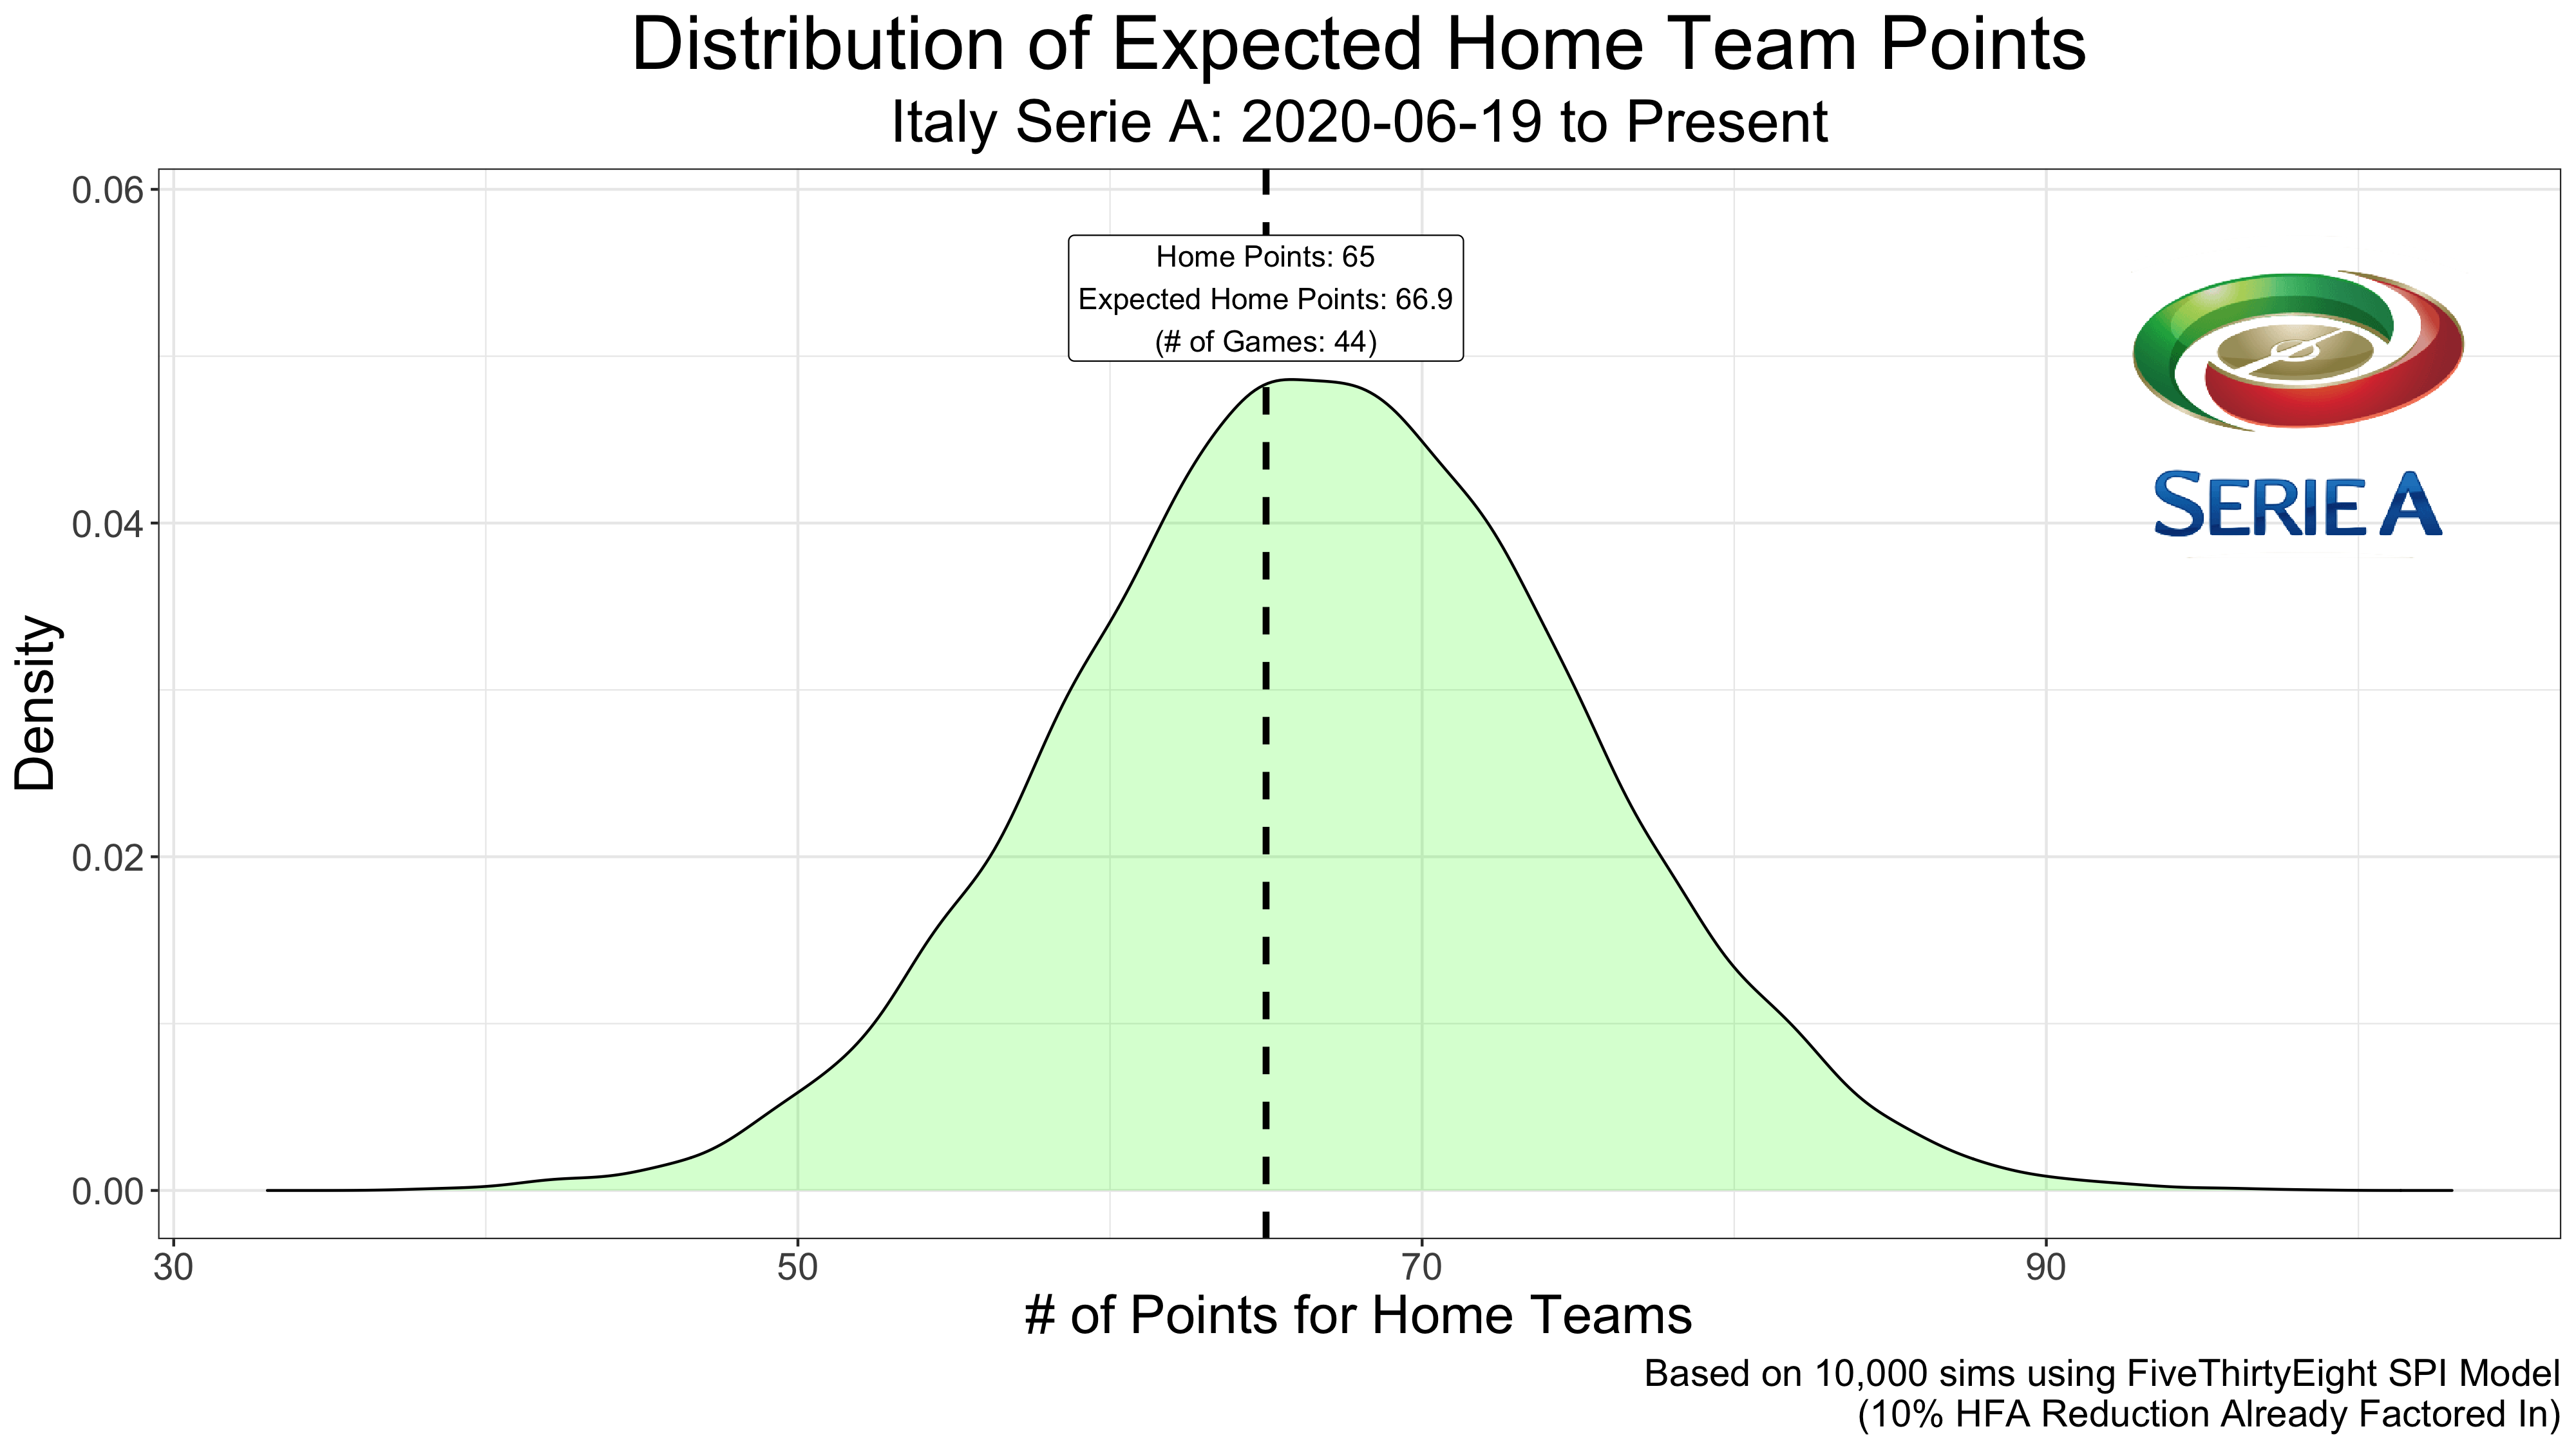 Distribution of Expected Home Team Points
Italy Serie A: 2020-06-19 to Present
0.06
Home Points: 65
Expected Home Points: 66.9
(# of Games: 44)
SERIE A
0.04
Density
0.02
0.00
30
50
70
90
# of Points for Home Teams
Based on 10,000 sims using FiveThirtyEight SPI Model
(10% HFA Reduction Already Factored In)